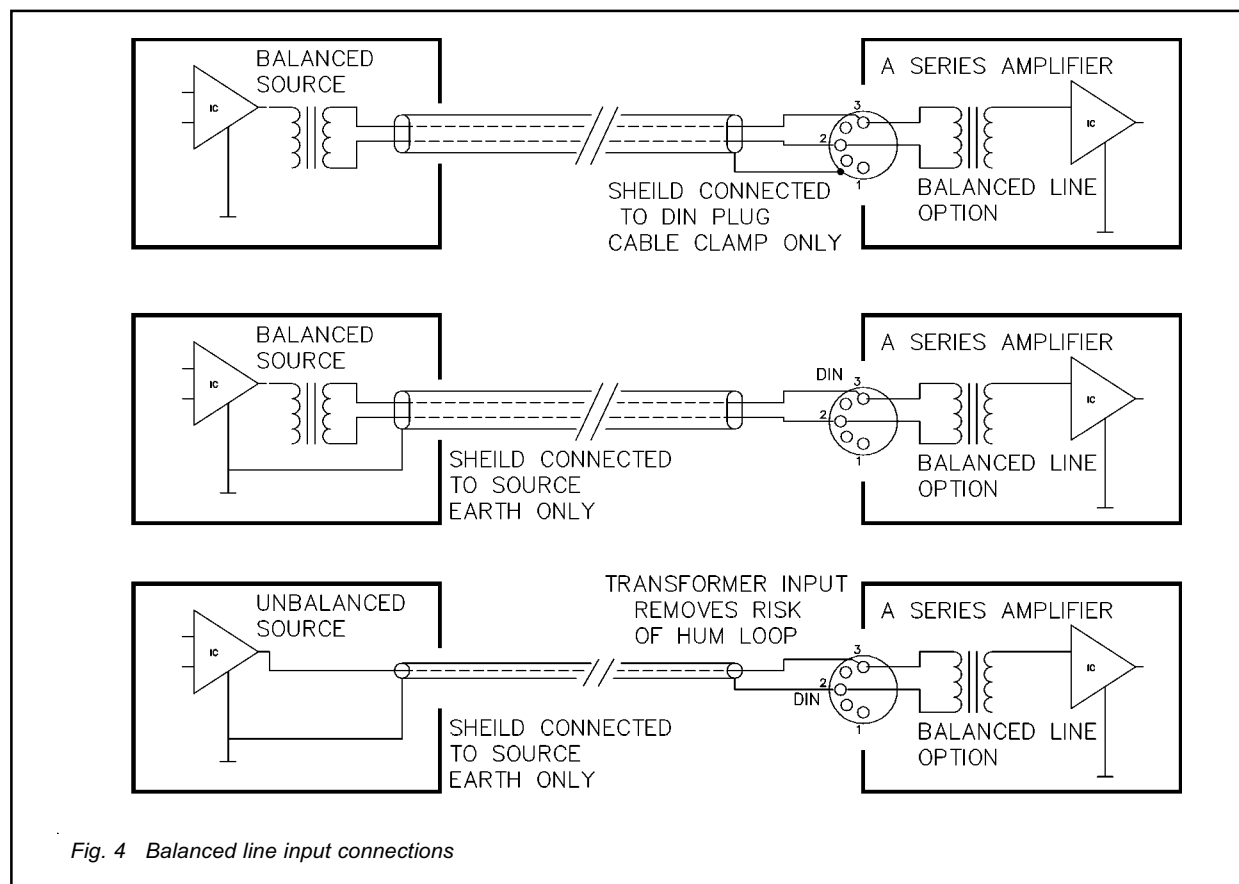 BALANCED
SOURCE
IC
SHEILD CONNECTED
TO DIN PLUG
CABLE CLAMP ONLY
A SERIES AMPLIFIER
3
2
1
BALANCED LINE
OPTION
IC
BALANCED
SOURCE
IC
SHEILD CONNECTED
TO SOURCE
EARTH ONLY
A SERIES AMPLIFIER
DIN
3
2
1
BALANCED LINE
OPTION
IC
UNBALANCED
SOURCE
IC
SHEILD CONNECTED
TO SOURCE
EARTH ONLY
TRANSFORMER INPUT
REMOVES RISK
OF HUM LOOP
A SERIES AMPLIFIER
3
2
DIN
1
BALANCED LINE
OPTION
IC
Fig. 4 Balanced line input connections